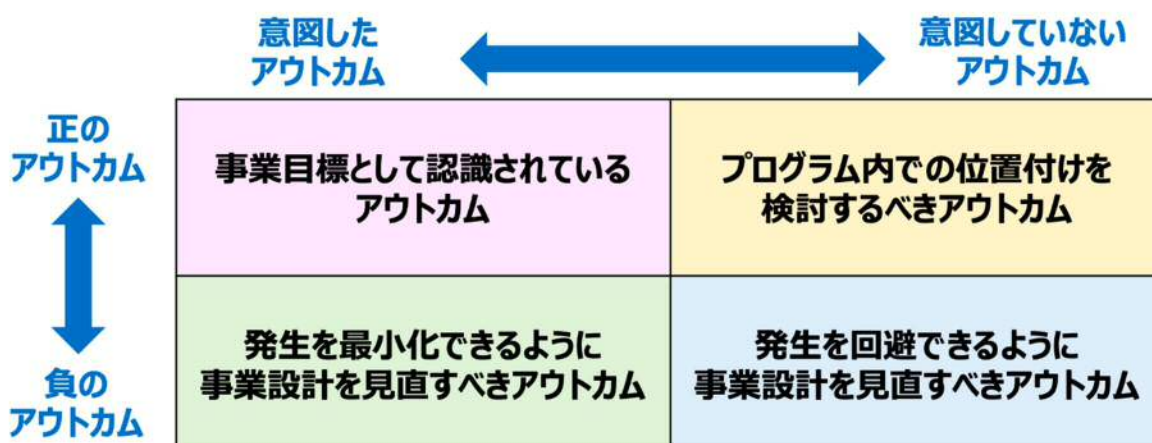 意図した
アウトカム
意図していない
アウトカム
正の
アウトカム
事業目標として認識されている
アウトカム
プログラム内での位置付けを
検討するべきアウトカム
負の
アウトカム
発生を最小化できるように
事業設計を見直すべきアウトカム
発生を回避できるように
事業設計を見直すべきアウトカム